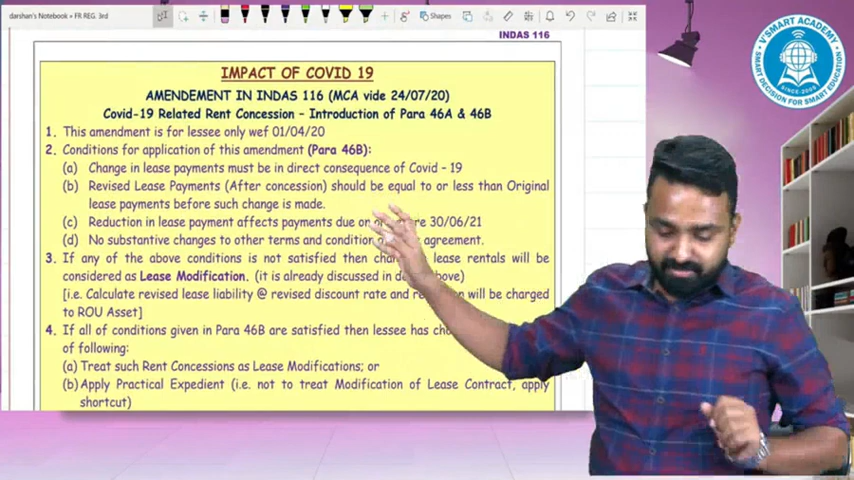 darshan's Notebook » FR REG. 3rd
Shapes
INDAS 116
IMPACT OF COVID 19
AMENDEMENT IN INDAS 116 (MCA vide 24/07/20)
Covid-19 Related Rent Concession – Introduction of Para 46A & 46B
1. This amendment is for lessee only wef 01/04/20
2. Conditions for application of this amendment (Para 46B):
(a) Change in lease payments must be in direct consequence of Covid – 19
(b) Revised Lease Payments (After concession) should be equal to or less than Original
lease payments before such change is made.
(c) Reduction in lease payment affects payments due on 30/06/21
(d) No substantive changes to other terms and condition agreement.
3. If any of the above conditions is not satisfied then lease rentals will be
considered as Lease Modification. (it is already discussed in above)
[i.e. Calculate revised lease liability @ revised discount rate and will be charged
to ROU Asset]
4. If all of conditions given in Para 46B are satisfied then lessee has
of following:
(a) Treat such Rent Concessions as Lease Modifications; or
(b) Apply Practical Expedient (i.e. not to treat Modification of Lease Contract, apply
shortcut)
V'SMART ACADEMY
SMART DECISION FOR SMART EDUCATION
SINCE-2009